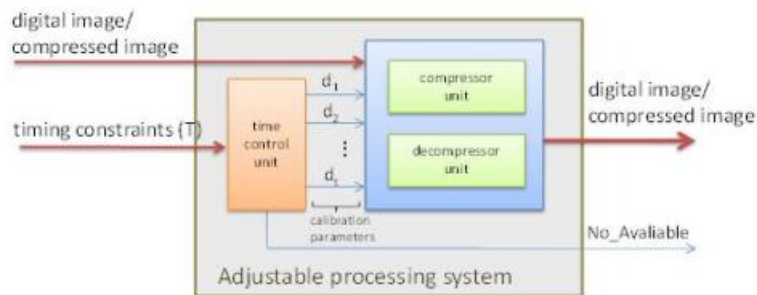 digital image/
compressed image
timing constraints (T)
time
control
unit
d1
d2
⋮
dt
calibration
parameters
compressor
unit
decompressor
unit
digital image/
compressed image
No_Avaliable
Adjustable processing system